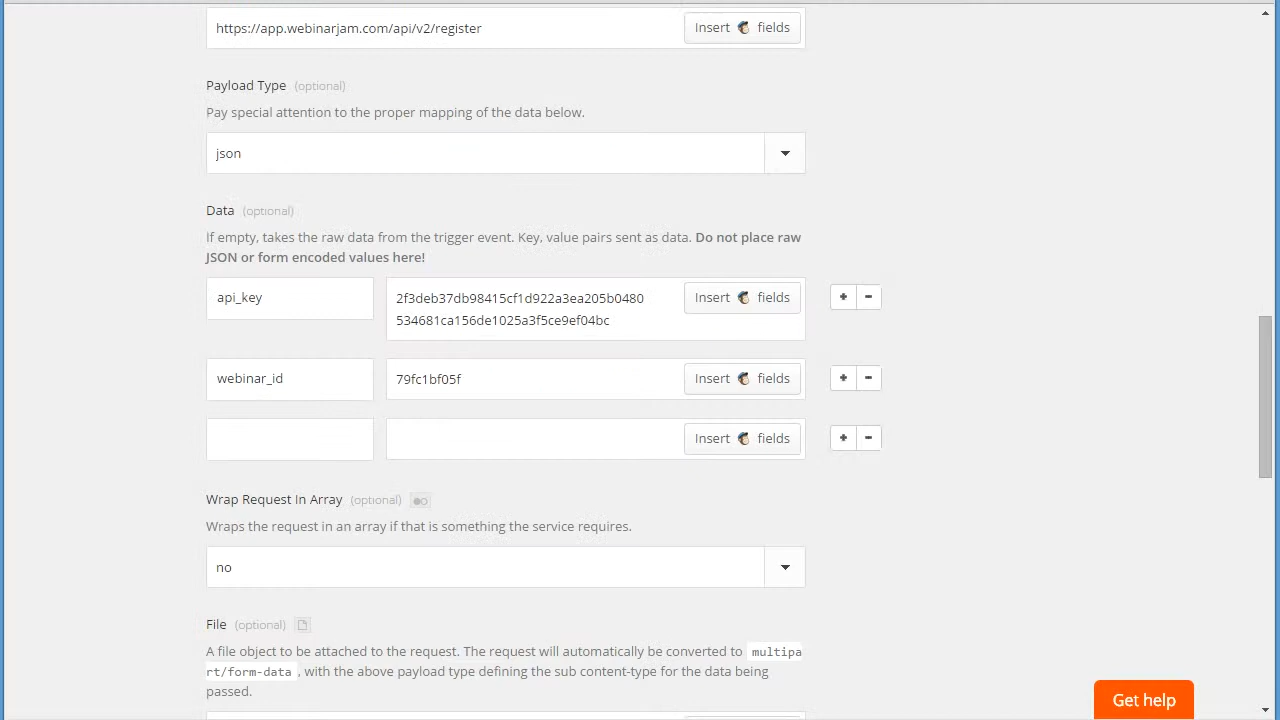 https://app.webinarjam.com/api/v2/register Insert fields
Payload Type (optional)
Pay special attention to the proper mapping of the data below.
json
Data (optional)
If empty, takes the raw data from the trigger event. Key, value pairs sent as data. Do not place raw
JSON or form encoded values here!
api_key 2f3deb37db98415cf1d922a3ea205b0480 Insert fields
534681ca156de1025a3f5ce9ef04bc
webinar_id 79fc1bf05f Insert fields
Insert fields
Wrap Request In Array (optional)
Wraps the request in an array if that is something the service requires.
no
File (optional)
A file object to be attached to the request. The request will automatically be converted to multipa
rt/form-data , with the above payload type defining the sub content-type for the data being
passed.
Get help